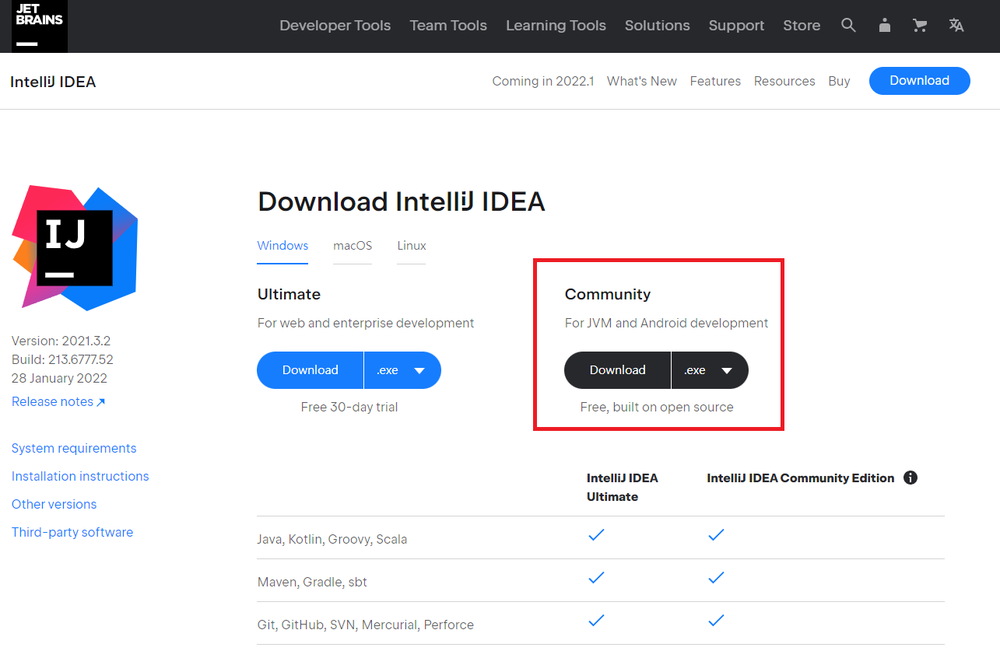 JET
BRAINS
Developer Tools Team Tools Learning Tools Solutions Support Store
IntelliJ IDEA
Coming in 2022.1 What's New Features Resources Buy Download
IJ
Download IntelliJ IDEA
Windows macOS Linux
Ultimate
For web and enterprise development
Download .exe
Free 30-day trial
Community
For JVM and Android development
Download .exe
Free, built on open source
Version: 2021.3.2
Build: 213.6777.52
28 January 2022
Release notes ↗
System requirements
Installation instructions
Other versions
Third-party software
IntelliJ IDEA
Ultimate
IntelliJ IDEA Community Edition
Java, Kotlin, Groovy, Scala
Maven, Gradle, sbt
Git, GitHub, SVN, Mercurial, Perforce